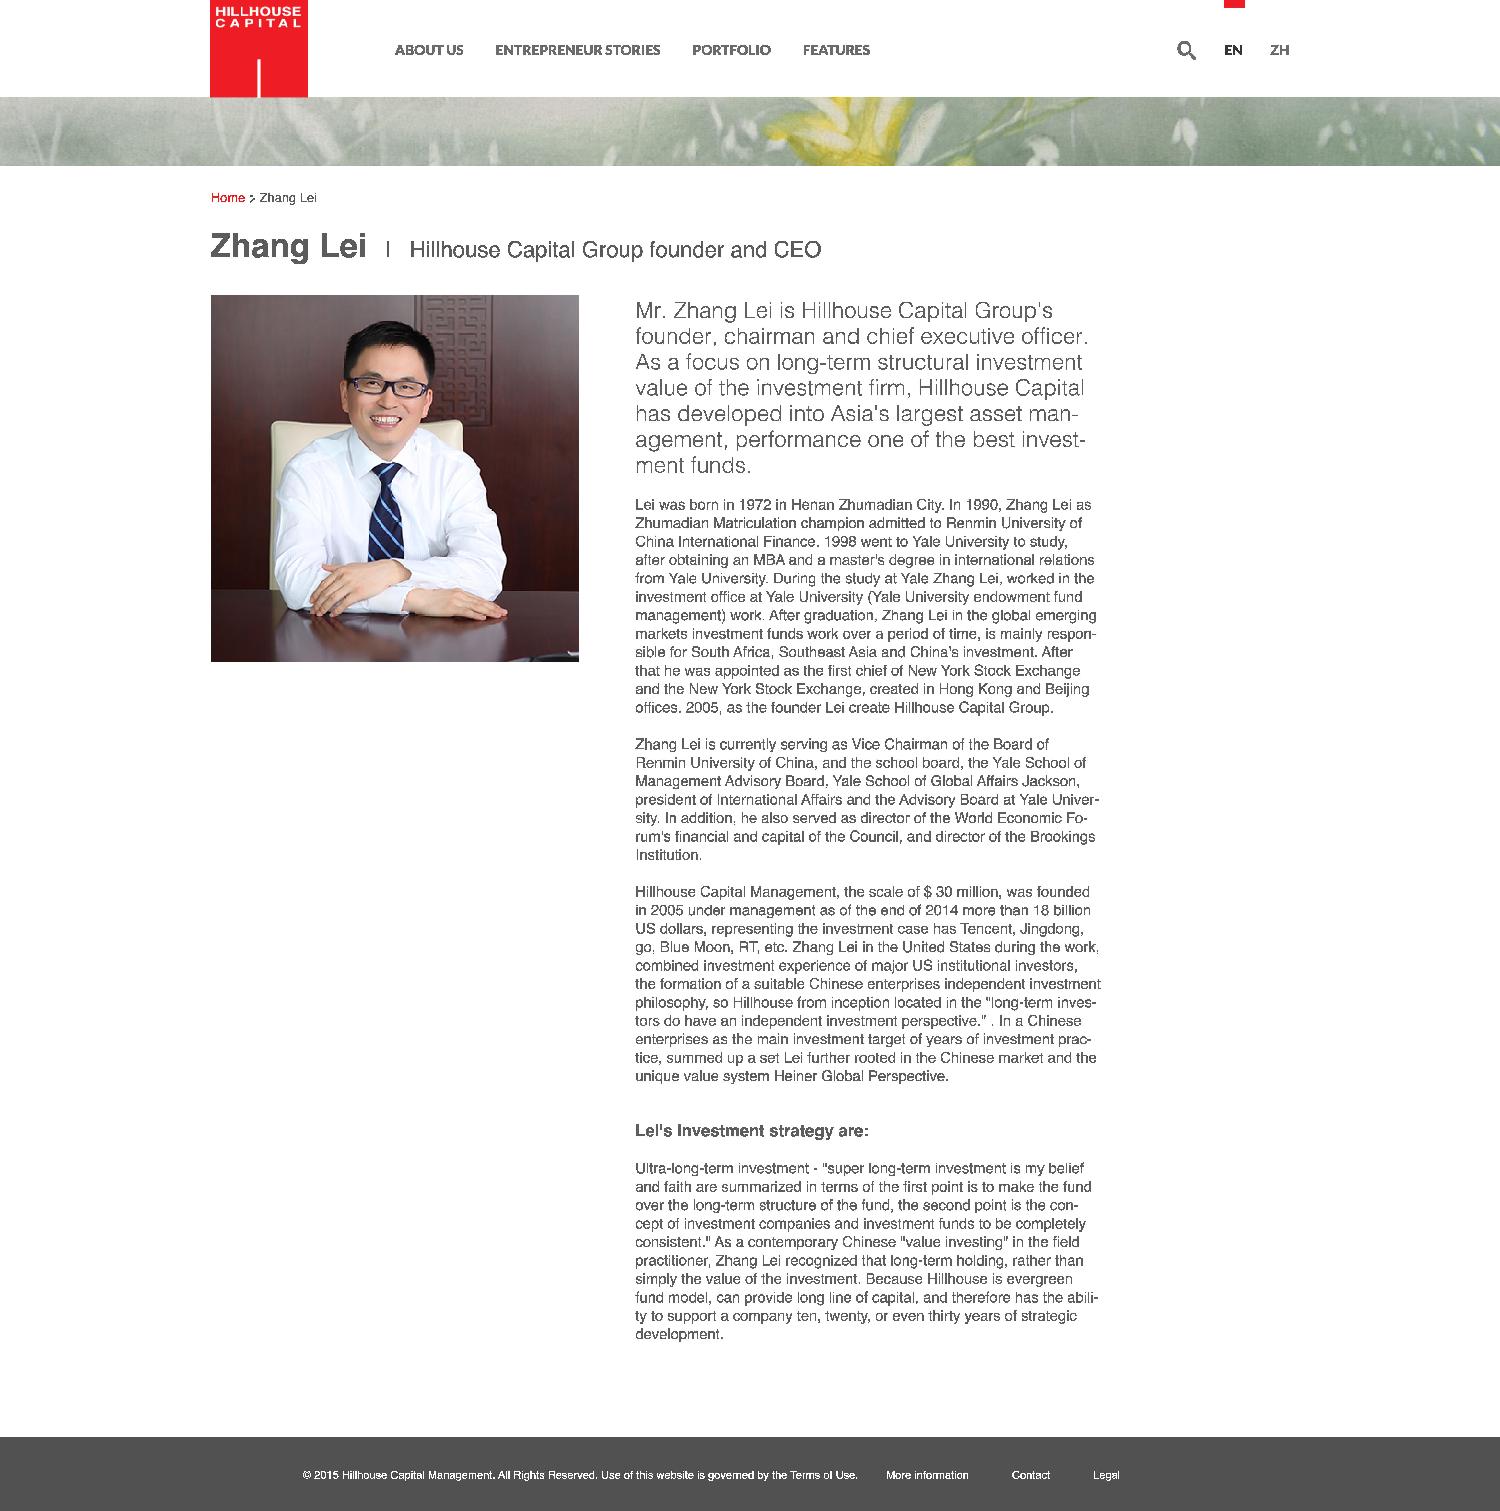 HILLHOUSE
CAPITAL
ABOUT US
ENTREPRENEUR STORIES
PORTFOLIO
FEATURES
EN
ZH
Home > Zhang Lei
Zhang Lei | Hillhouse Capital Group founder and CEO
Mr. Zhang Lei is Hillhouse Capital Group's
founder, chairman and chief executive officer.
As a focus on long-term structural investment
value of the investment firm, Hillhouse Capital
has developed into Asia's largest asset man-
agement, performance one of the best invest-
ment funds.
Lei was born in 1972 in Henan Zhumadian City. In 1990, Zhang Lei as
Zhumadian Matriculation champion admitted to Renmin University of
China International Finance. 1998 went to Yale University to study,
after obtaining an MBA and a master's degree in international relations
from Yale University. During the study at Yale Zhang Lei, worked in the
investment office at Yale University (Yale University endowment fund
management) work. After graduation, Zhang Lei in the global emerging
markets investment funds work over a period of time, is mainly respon-
sible for South Africa, Southeast Asia and China's investment. After
that he was appointed as the first chief of New York Stock Exchange
and the New York Stock Exchange, created in Hong Kong and Beijing
offices. 2005, as the founder Lei create Hillhouse Capital Group.
Zhang Lei is currently serving as Vice Chairman of the Board of
Renmin University of China, and the school board, the Yale School of
Management Advisory Board, Yale School of Global Affairs Jackson,
president of International Affairs and the Advisory Board at Yale Univer-
sity. In addition, he also served as director of the World Economic Fo-
rum's financial and capital of the Council, and director of the Brookings
Institution.
Hillhouse Capital Management, the scale of $ 30 million, was founded
in 2005 under management as of the end of 2014 more than 18 billion
US dollars, representing the investment case has Tencent, Jingdong,
go, Blue Moon, RT, etc. Zhang Lei in the United States during the work,
combined investment experience of major US institutional investors,
the formation of a suitable Chinese enterprises independent investment
philosophy, so Hillhouse from inception located in the "long-term inves-
tors do have an independent investment perspective." . In a Chinese
enterprises as the main investment target of years of investment prac-
tice, summed up a set Lei further rooted in the Chinese market and the
unique value system Heiner Global Perspective.
Lei's investment strategy are:
Ultra-long-term investment - "super long-term investment is my belief
and faith are summarized in terms of the first point is to make the fund
over the long-term structure of the fund, the second point is the con-
cept of investment companies and investment funds to be completely
consistent." As a contemporary Chinese "value investing" in the field
practitioner, Zhang Lei recognized that long-term holding, rather than
simply the value of the investment. Because Hillhouse is evergreen
fund model, can provide long line of capital, and therefore has the abili-
ty to support a company ten, twenty, or even thirty years of strategic
development.
© 2015 Hillhouse Capital Management. All Rights Reserved. Use of this website is governed by the Terms of Use.
More information
Contact
Legal